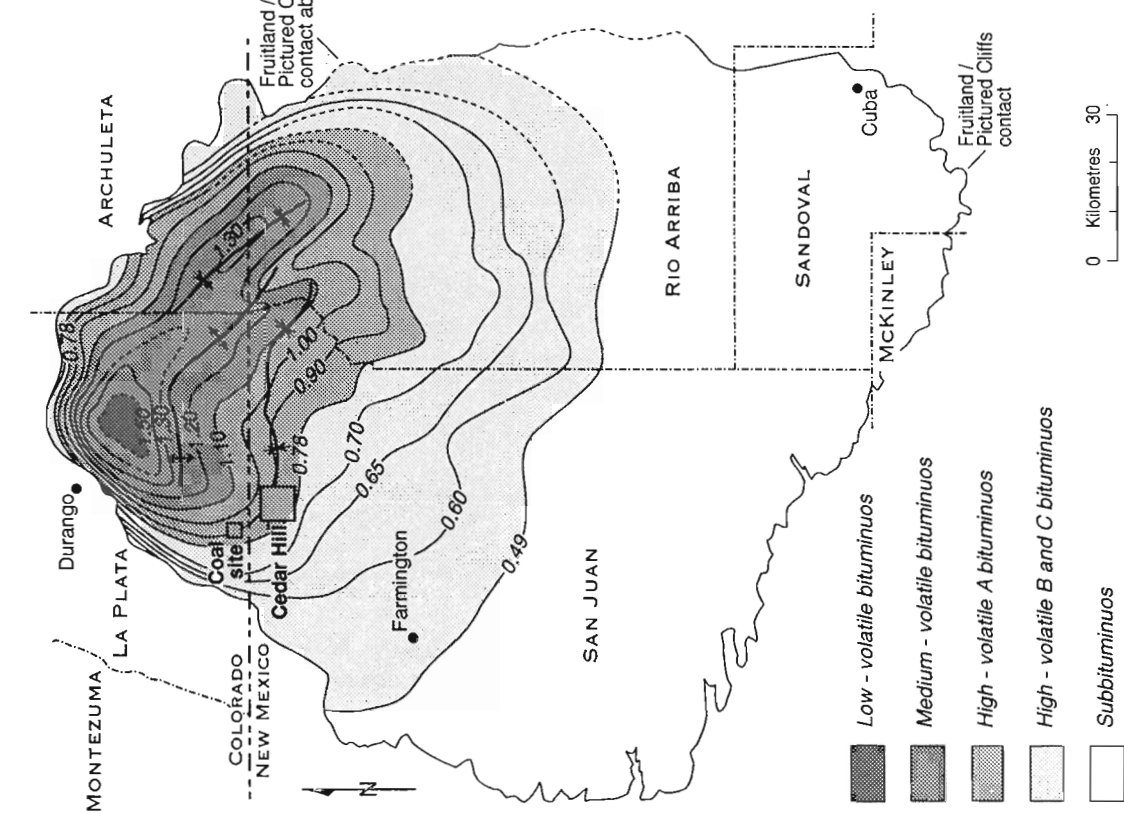 MONTEZUMA
LA PLATA
ARCHULETA
Durango
Fruitland /
Pictured C
contact ab
COLORADO
NEW MEXICO
N
Coal
site
Cedar Hill
Farmington
0.78
1.50
1.30
1.20
1.10
1.30
1.00
0.90
0.78
0.70
0.65
0.60
0.49
SAN JUAN
RIO ARRIBA
SANDOVAL
MCKINLEY
Cuba
Fruitland /
Pictured Cliffs
contact
Low - volatile bituminuos
Medium - volatile bituminuos
High - volatile A bituminuos
High - volatile B and C bituminuos
Subbituminuos
0 Kilometres 30